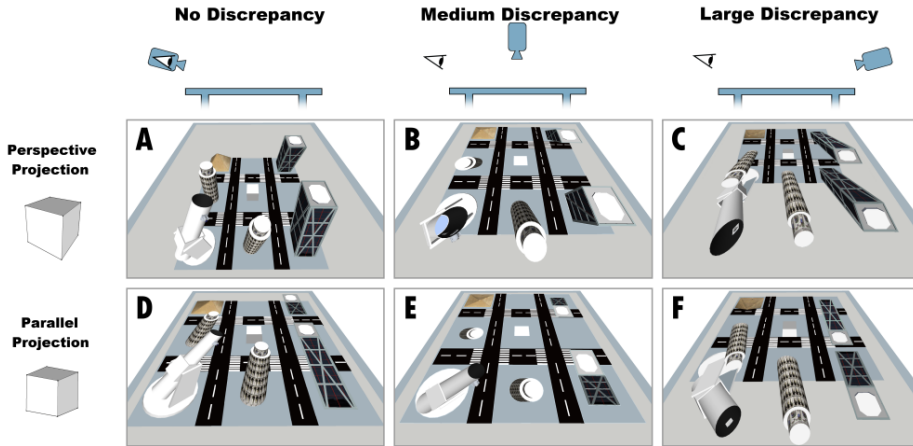 No Discrepancy
Medium Discrepancy
Large Discrepancy
Perspective
Projection
A
B
C
Parallel
Projection
D
E
F